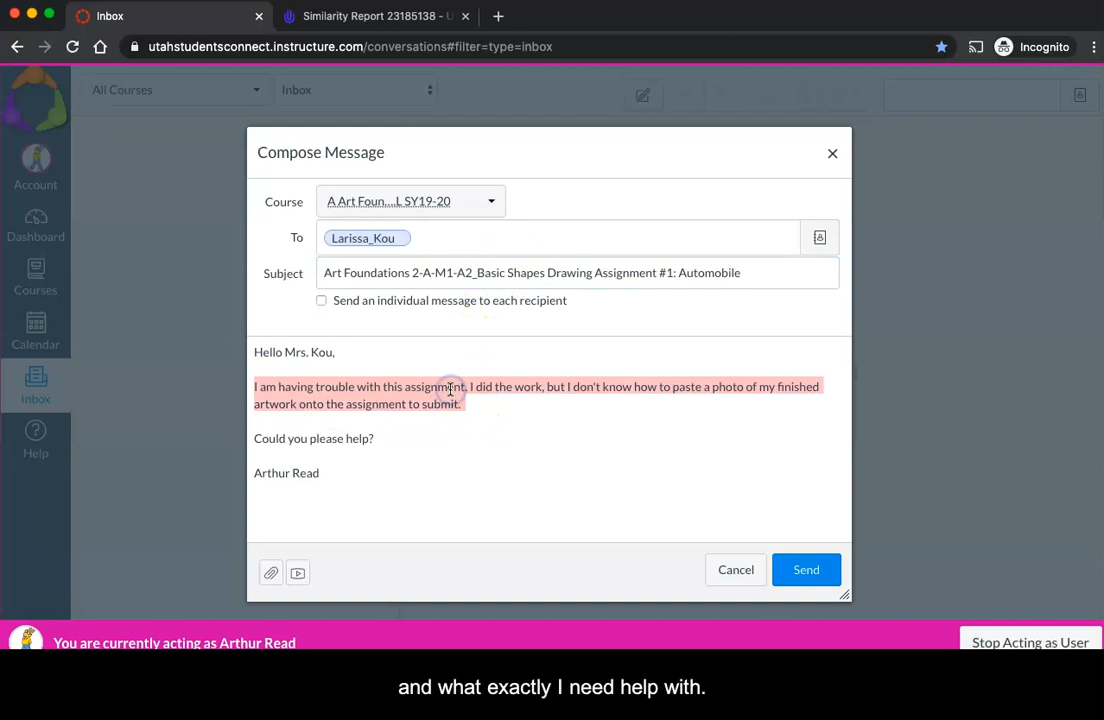 Inbox
Similarity Report 23185138 - U
utahstudentsconnect.instructure.com/conversations#filter=type=inbox
Incognito
All Courses
Inbox
Account
Dashboard
Courses
Calendar
Inbox
Help
Compose Message
Course
A Art Foun....L SY19-20
To
Larissa_Kou
Subject
Art Foundations 2-A-M1-A2_Basic Shapes Drawing Assignment #1: Automobile
Send an individual message to each recipient
Hello Mrs. Kou,
I am having trouble with this assignment. I did the work, but I don't know how to paste a photo of my finished
artwork onto the assignment to submit.
Could you please help?
Arthur Read
Cancel
Send
You are currently acting as Arthur Read
Stop Acting as User
and what exactly I need help with.